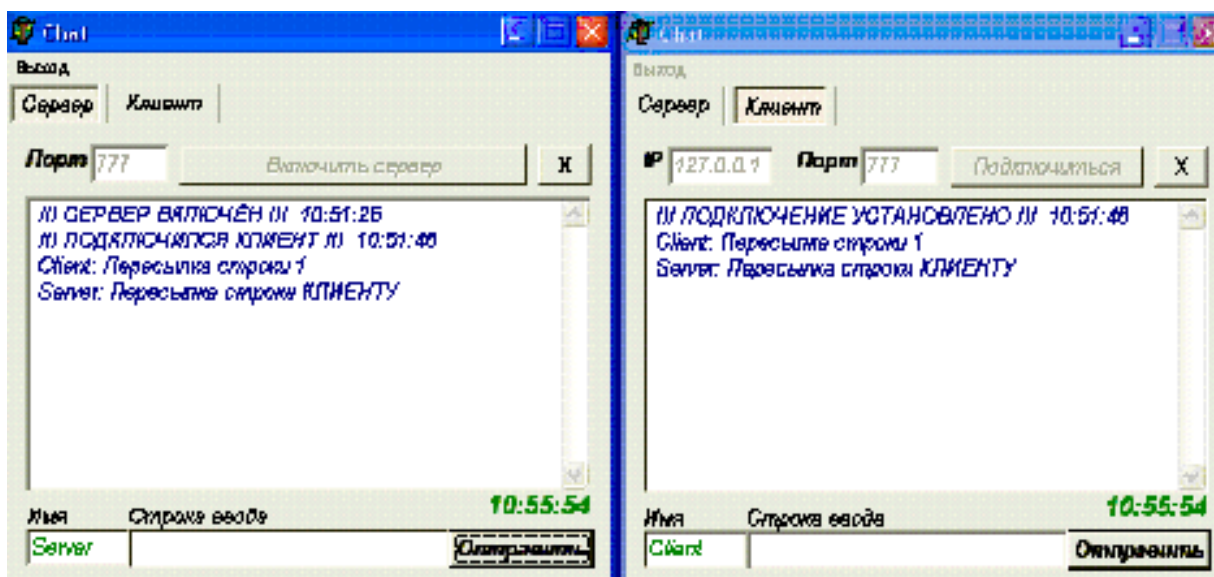 Chat
Выход
Сервер Клиент
Порт 777 Включить сервер X
/// СЕРВЕР ВКЛЮЧЁН /// 10:51:26
/// ПОДКЛЮЧИЛСЯ КЛИЕНТ /// 10:51:46
Client: Пересылка строки 1
Server: Пересылка строки КЛИЕНТУ
10:55:54
Имя Строка ввода
Server Отправить
Chat
Выход
Сервер Клиент
IP 127.0.0.1 Порт 777 Подключиться X
/// ПОДКЛЮЧЕНИЕ УСТАНОВЛЕНО /// 10:51:46
Client: Пересылка строки 1
Server: Пересылка строки КЛИЕНТУ
10:55:54
Имя Строка ввода
Client Отправить